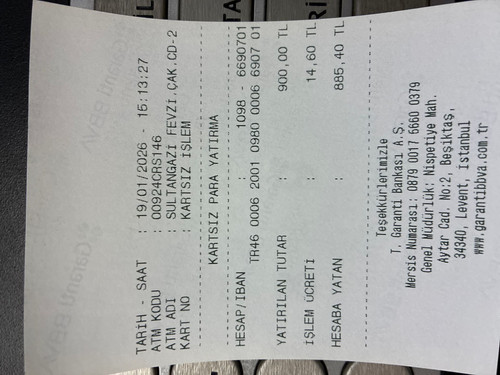 TARİH - SAAT : 19/01/2026 - 15:13:27
ATM KODU : 00924CRS146
ATM ADI : SULTANGAZİ FEVZİ.ÇAK.CD-2
KART NO : KARTSIZ İŞLEM
KARTSIZ PARA YATIRMA
HESAP/IBAN : 1098 - 6690701
TR46 0006 2001 0980 0006 6907 01
YATIRILAN TUTAR : 900,00 TL
İŞLEM ÜCRETİ : 14,60 TL
HESABA YATAN : 885,40 TL
Teşekkürlerimizle
T. Garanti Bankası A.Ş.
Mersis Numarası: 0879 0017 5660 0379
Genel Müdürlük: Nispetiye Mah.
Aytar Cad. No:2, Beşiktaş,
34340, Levent, İstanbul
www.garantibbva.com.tr